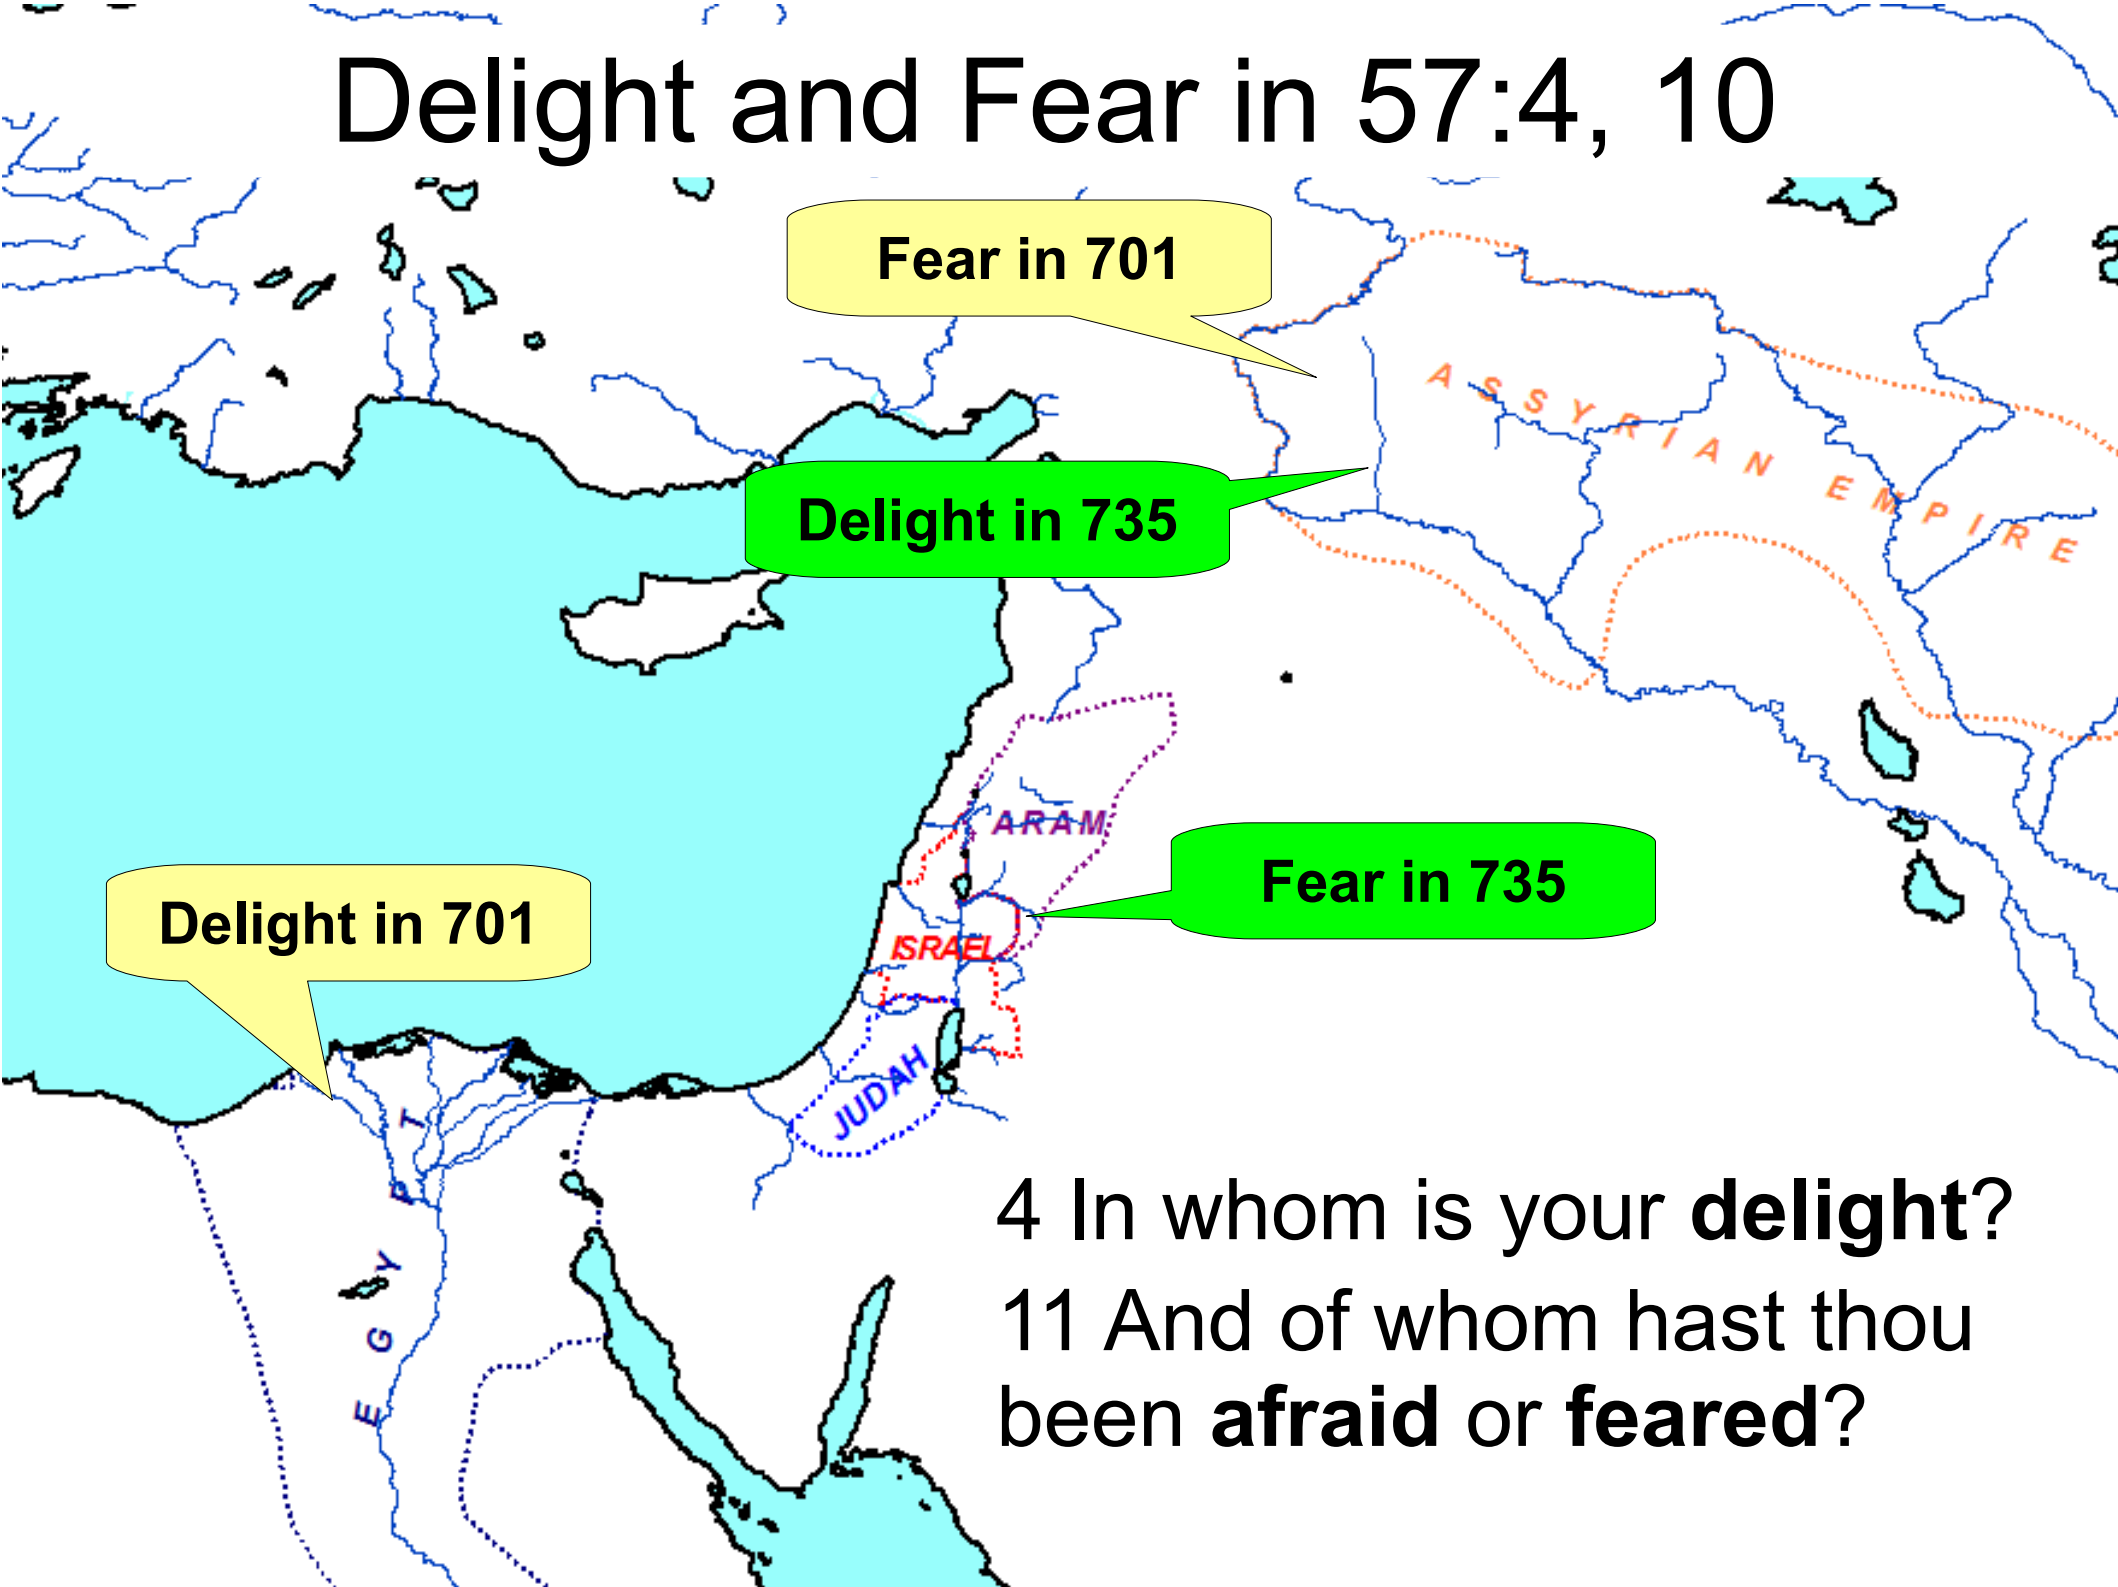 Delight and Fear in 57:4, 10
Fear in 701
ASSYRIAN EMPIRE
Delight in 735
ARAM
Fear in 735
Delight in 701
ISRAEL
JUDAH
EGYPT
4 In whom is your delight?
11 And of whom hast thou
been afraid or feared?